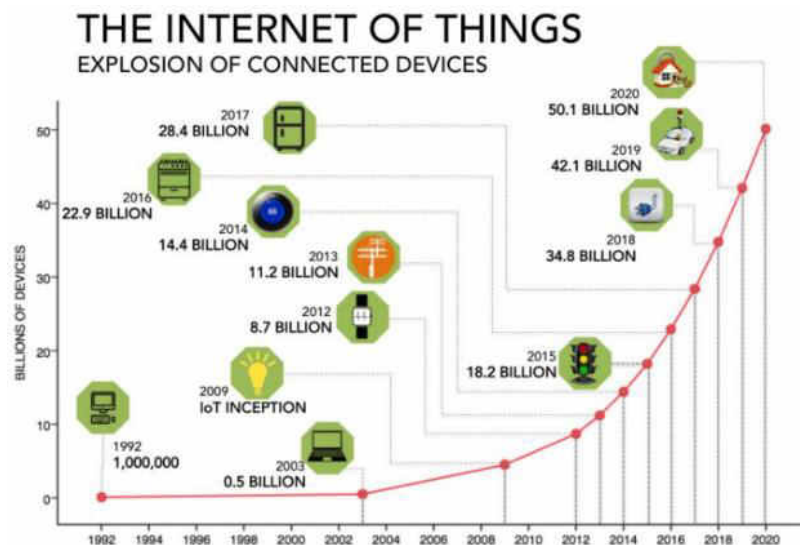 THE INTERNET OF THINGS
EXPLOSION OF CONNECTED DEVICES
2020
50.1 BILLION
2017
28.4 BILLION
2019
42.1 BILLION
2016
22.9 BILLION
2014
14.4 BILLION
2018
34.8 BILLION
2013
11.2 BILLION
2012
8.7 BILLION
2015
18.2 BILLION
2009
IoT INCEPTION
1992
1,000,000
2003
0.5 BILLION
BILLIONS OF DEVICES
50
40
30
20
10
0
1992 1994 1996 1998 2000 2002 2004 2006 2008 2010 2012 2014 2016 2018 2020